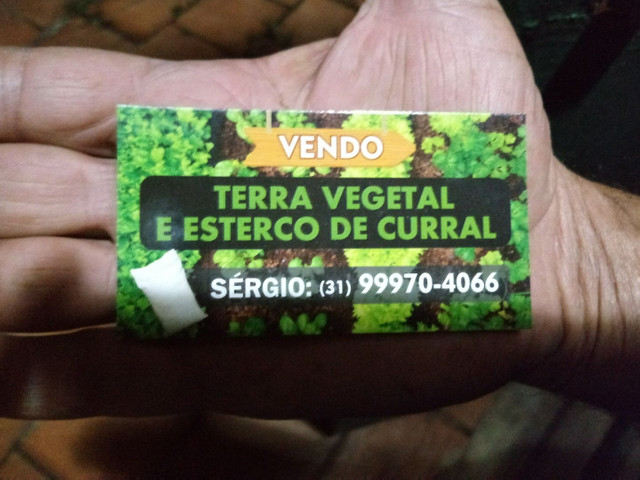 VENDO
TERRA VEGETAL
E ESTERCO DE CURRAL
SÉRGIO: (31) 99970-4066